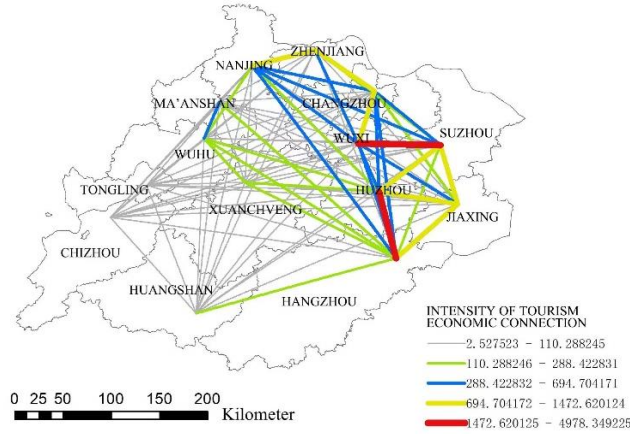 ZHENJIANG
NANJING
MA'ANSHAN
CHANGZHOU
WUXI
SUZHOU
WUHU
TONGLING
HUZHOU
XUANCHVENG
JIAXING
CHIZHOU
HUANGSHAN
HANGZHOU
INTENSITY OF TOURISM
ECONOMIC CONNECTION
2.527523 - 110.288245
110.288246 - 288.422831
288.422832 - 694.704171
694.704172 - 1472.620124
1472.620125 - 4978.349225
0 25 50 100 150 200
Kilometer